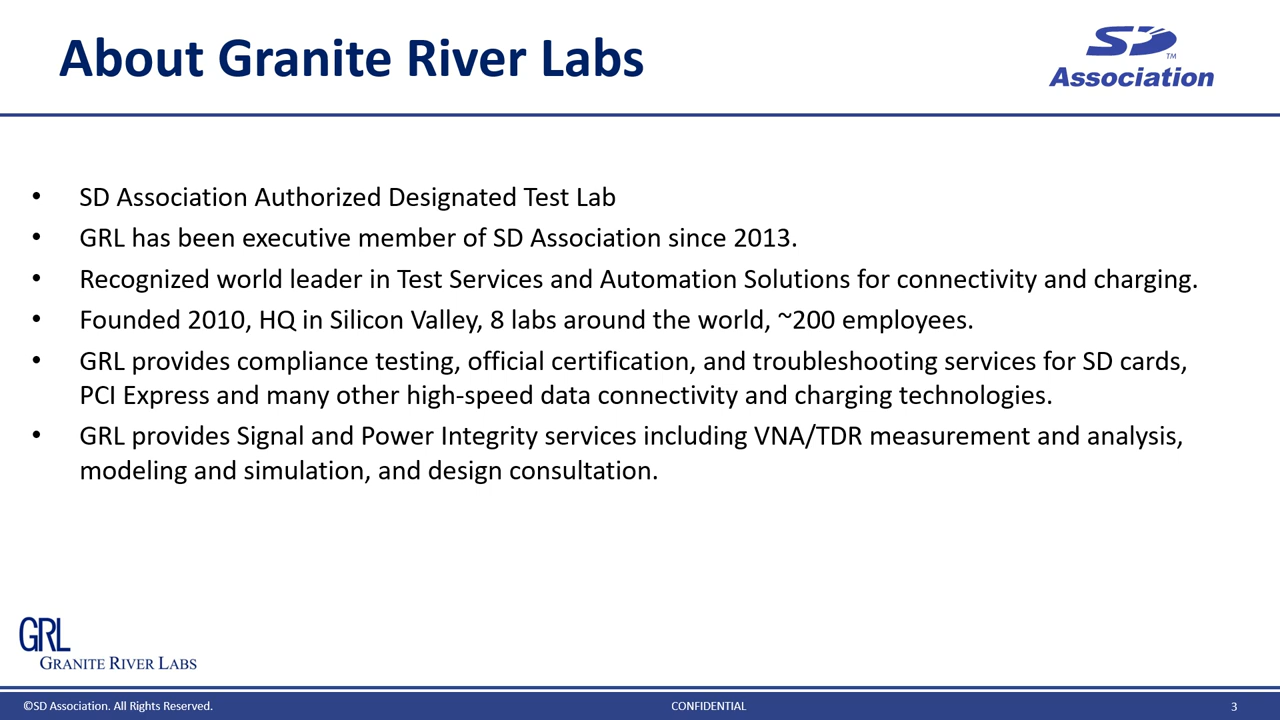 About Granite River Labs
SD
TM
Association
• SD Association Authorized Designated Test Lab
• GRL has been executive member of SD Association since 2013.
• Recognized world leader in Test Services and Automation Solutions for connectivity and charging.
• Founded 2010, HQ in Silicon Valley, 8 labs around the world, ~200 employees.
• GRL provides compliance testing, official certification, and troubleshooting services for SD cards,
PCI Express and many other high-speed data connectivity and charging technologies.
• GRL provides Signal and Power Integrity services including VNA/TDR measurement and analysis,
modeling and simulation, and design consultation.
GRL
GRANITE RIVER LABS
©SD Association. All Rights Reserved.
CONFIDENTIAL
3